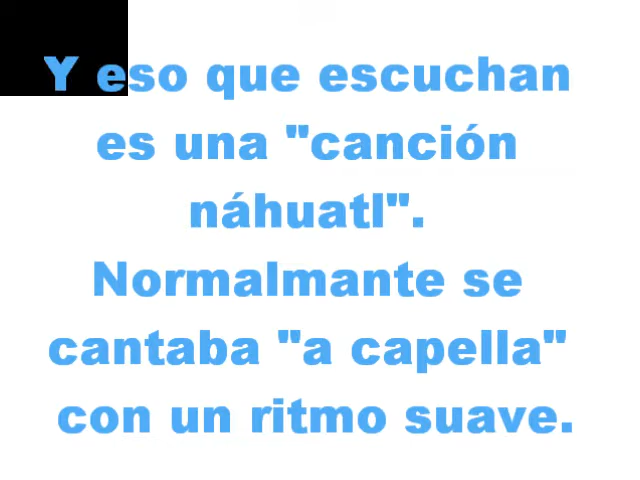 Y eso que escuchan
es una "canción
náhuatl".
Normalmante se
cantaba "a capella"
con un ritmo suave.